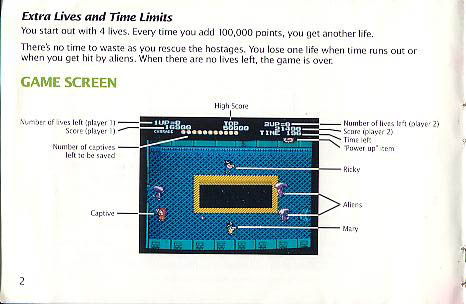 Extra Lives and Time Limits
You start out with 4 lives. Every time you add 100,000 points, you get another life.
There's no time to waste as you rescue the hostages. You lose one life when time runs out or
when you get hit by aliens. When there are no lives left, the game is over.
GAME SCREEN
High Score
Number of lives left (player 1)
Score (player 1)
Number of captives
left to be saved
Captive
1UP=0 TOP 2UP=0
16900 50000 21400
TIME 190
Number of lives left (player 2)
Score (player 2)
Time left
"Power up" item
Ricky
Aliens
Mary
2